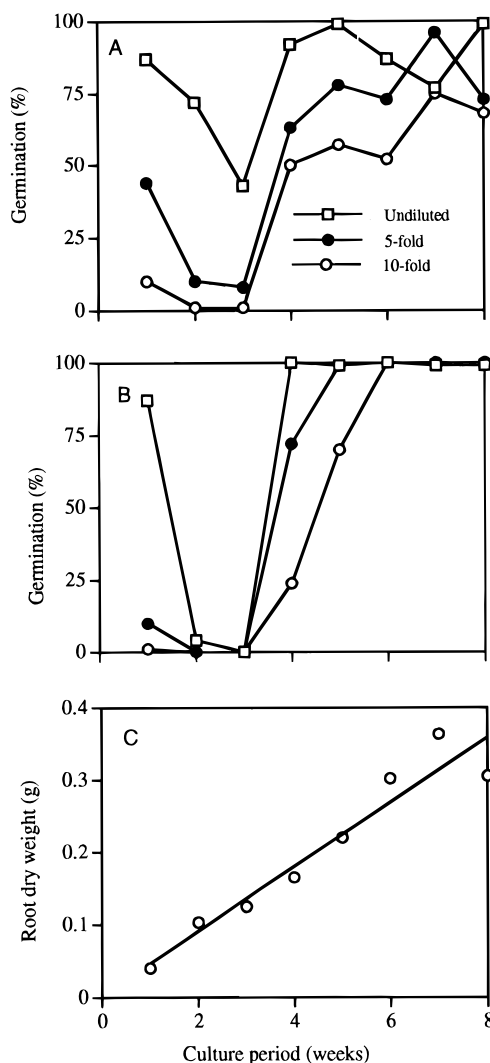 100
A
75
Germination (%)
50
Undiluted
5-fold
25
10-fold
0
100
B
75
Germination (%)
50
25
0
0.4
C
0.3
Root dry weight (g)
0.2
0.1
0
0 2 4 6 8
Culture period (weeks)